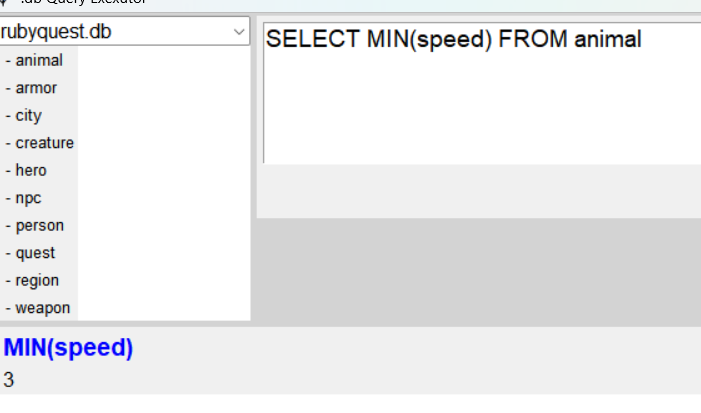 .db Query Exexutor
rubyquest.db
- animal
- armor
- city
- creature
- hero
- npc
- person
- quest
- region
- weapon
SELECT MIN(speed) FROM animal
MIN(speed)
3